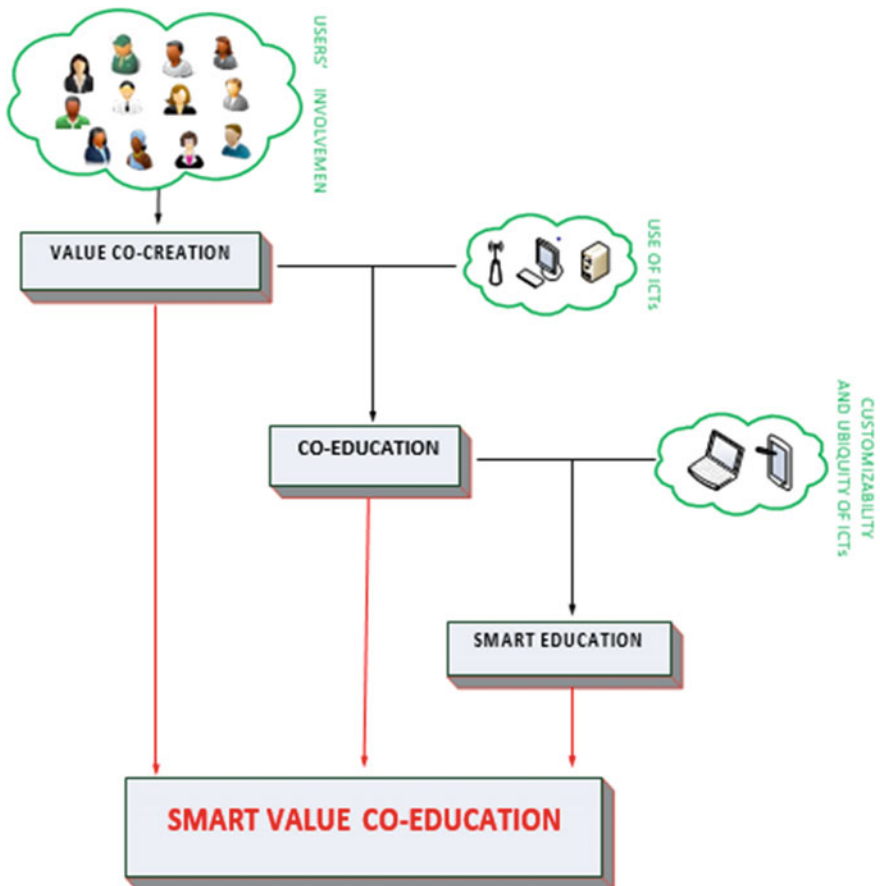 USERS' INVOLVEMEN
VALUE CO-CREATION
USE OF ICTs
CO-EDUCATION
CUSTOMIZABILITY
AND UBIQUITY OF ICTs
SMART EDUCATION
SMART VALUE CO-EDUCATION